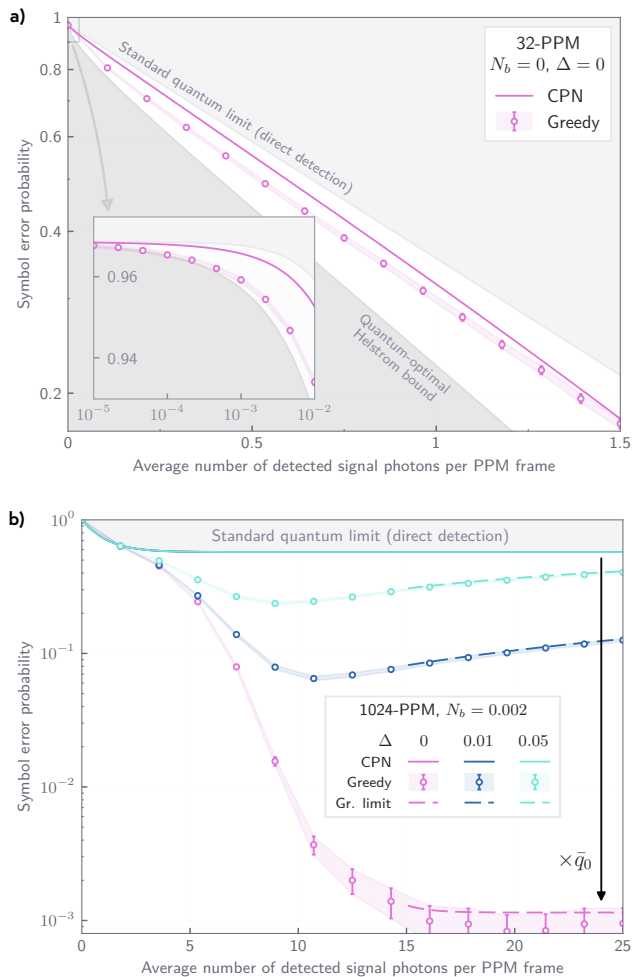 a)
1
0.8
0.6
0.4
0.2
Symbol error probability
Standard quantum limit (direct detection)
32-PPM
N_b = 0, Δ = 0
CPN
Greedy
Quantum-optimal
Helstrom bound
0.96
0.94
10^{-5}
10^{-4}
10^{-3}
10^{-2}
0
0.5
1
1.5
Average number of detected signal photons per PPM frame
b)
10^0
10^{-1}
10^{-2}
10^{-3}
Symbol error probability
Standard quantum limit (direct detection)
1024-PPM, N_b = 0.002
Δ 0 0.01 0.05
CPN
Greedy
Gr. limit
×q̄_0
0 5 10 15 20 25
Average number of detected signal photons per PPM frame